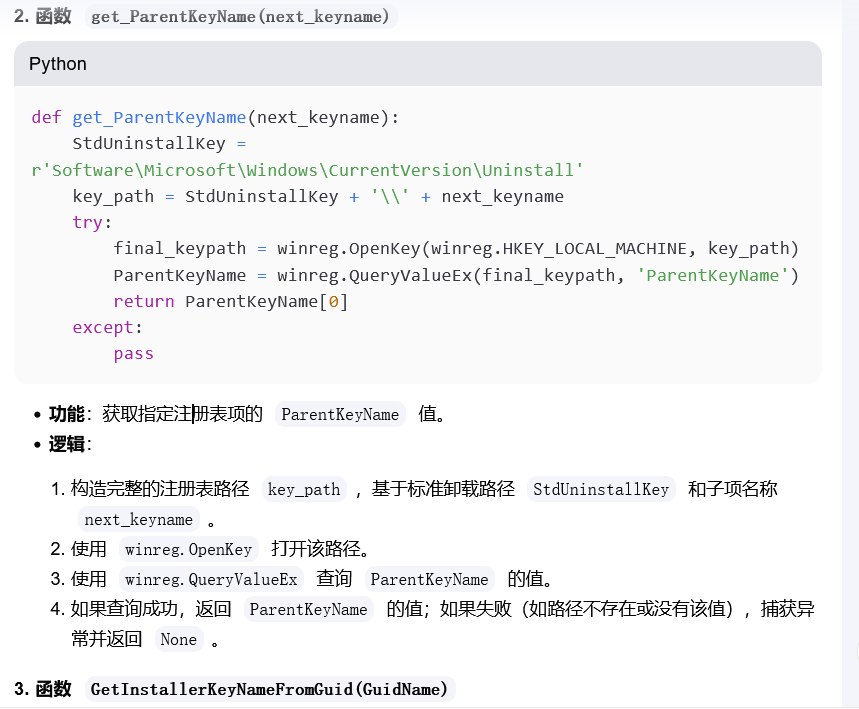 2. 函数 get_ParentKeyName(next_keyname)
Python
def get_ParentKeyName(next_keyname):
    StdUninstallKey =
r'Software\Microsoft\Windows\CurrentVersion\Uninstall'
    key_path = StdUninstallKey + '\\' + next_keyname
    try:
        final_keypath = winreg.OpenKey(winreg.HKEY_LOCAL_MACHINE, key_path)
        ParentKeyName = winreg.QueryValueEx(final_keypath, 'ParentKeyName')
        return ParentKeyName[0]
    except:
        pass
• 功能：获取指定注册表项的 ParentKeyName 值。
• 逻辑：
1. 构造完整的注册表路径 key_path ，基于标准卸载路径 StdUninstallKey 和子项名称
next_keyname 。
2. 使用 winreg.OpenKey 打开该路径。
3. 使用 winreg.QueryValueEx 查询 ParentKeyName 的值。
4. 如果查询成功，返回 ParentKeyName 的值；如果失败（如路径不存在或没有该值），捕获异
常并返回 None 。
3. 函数 GetInstallerKeyNameFromGuid(GuidName)